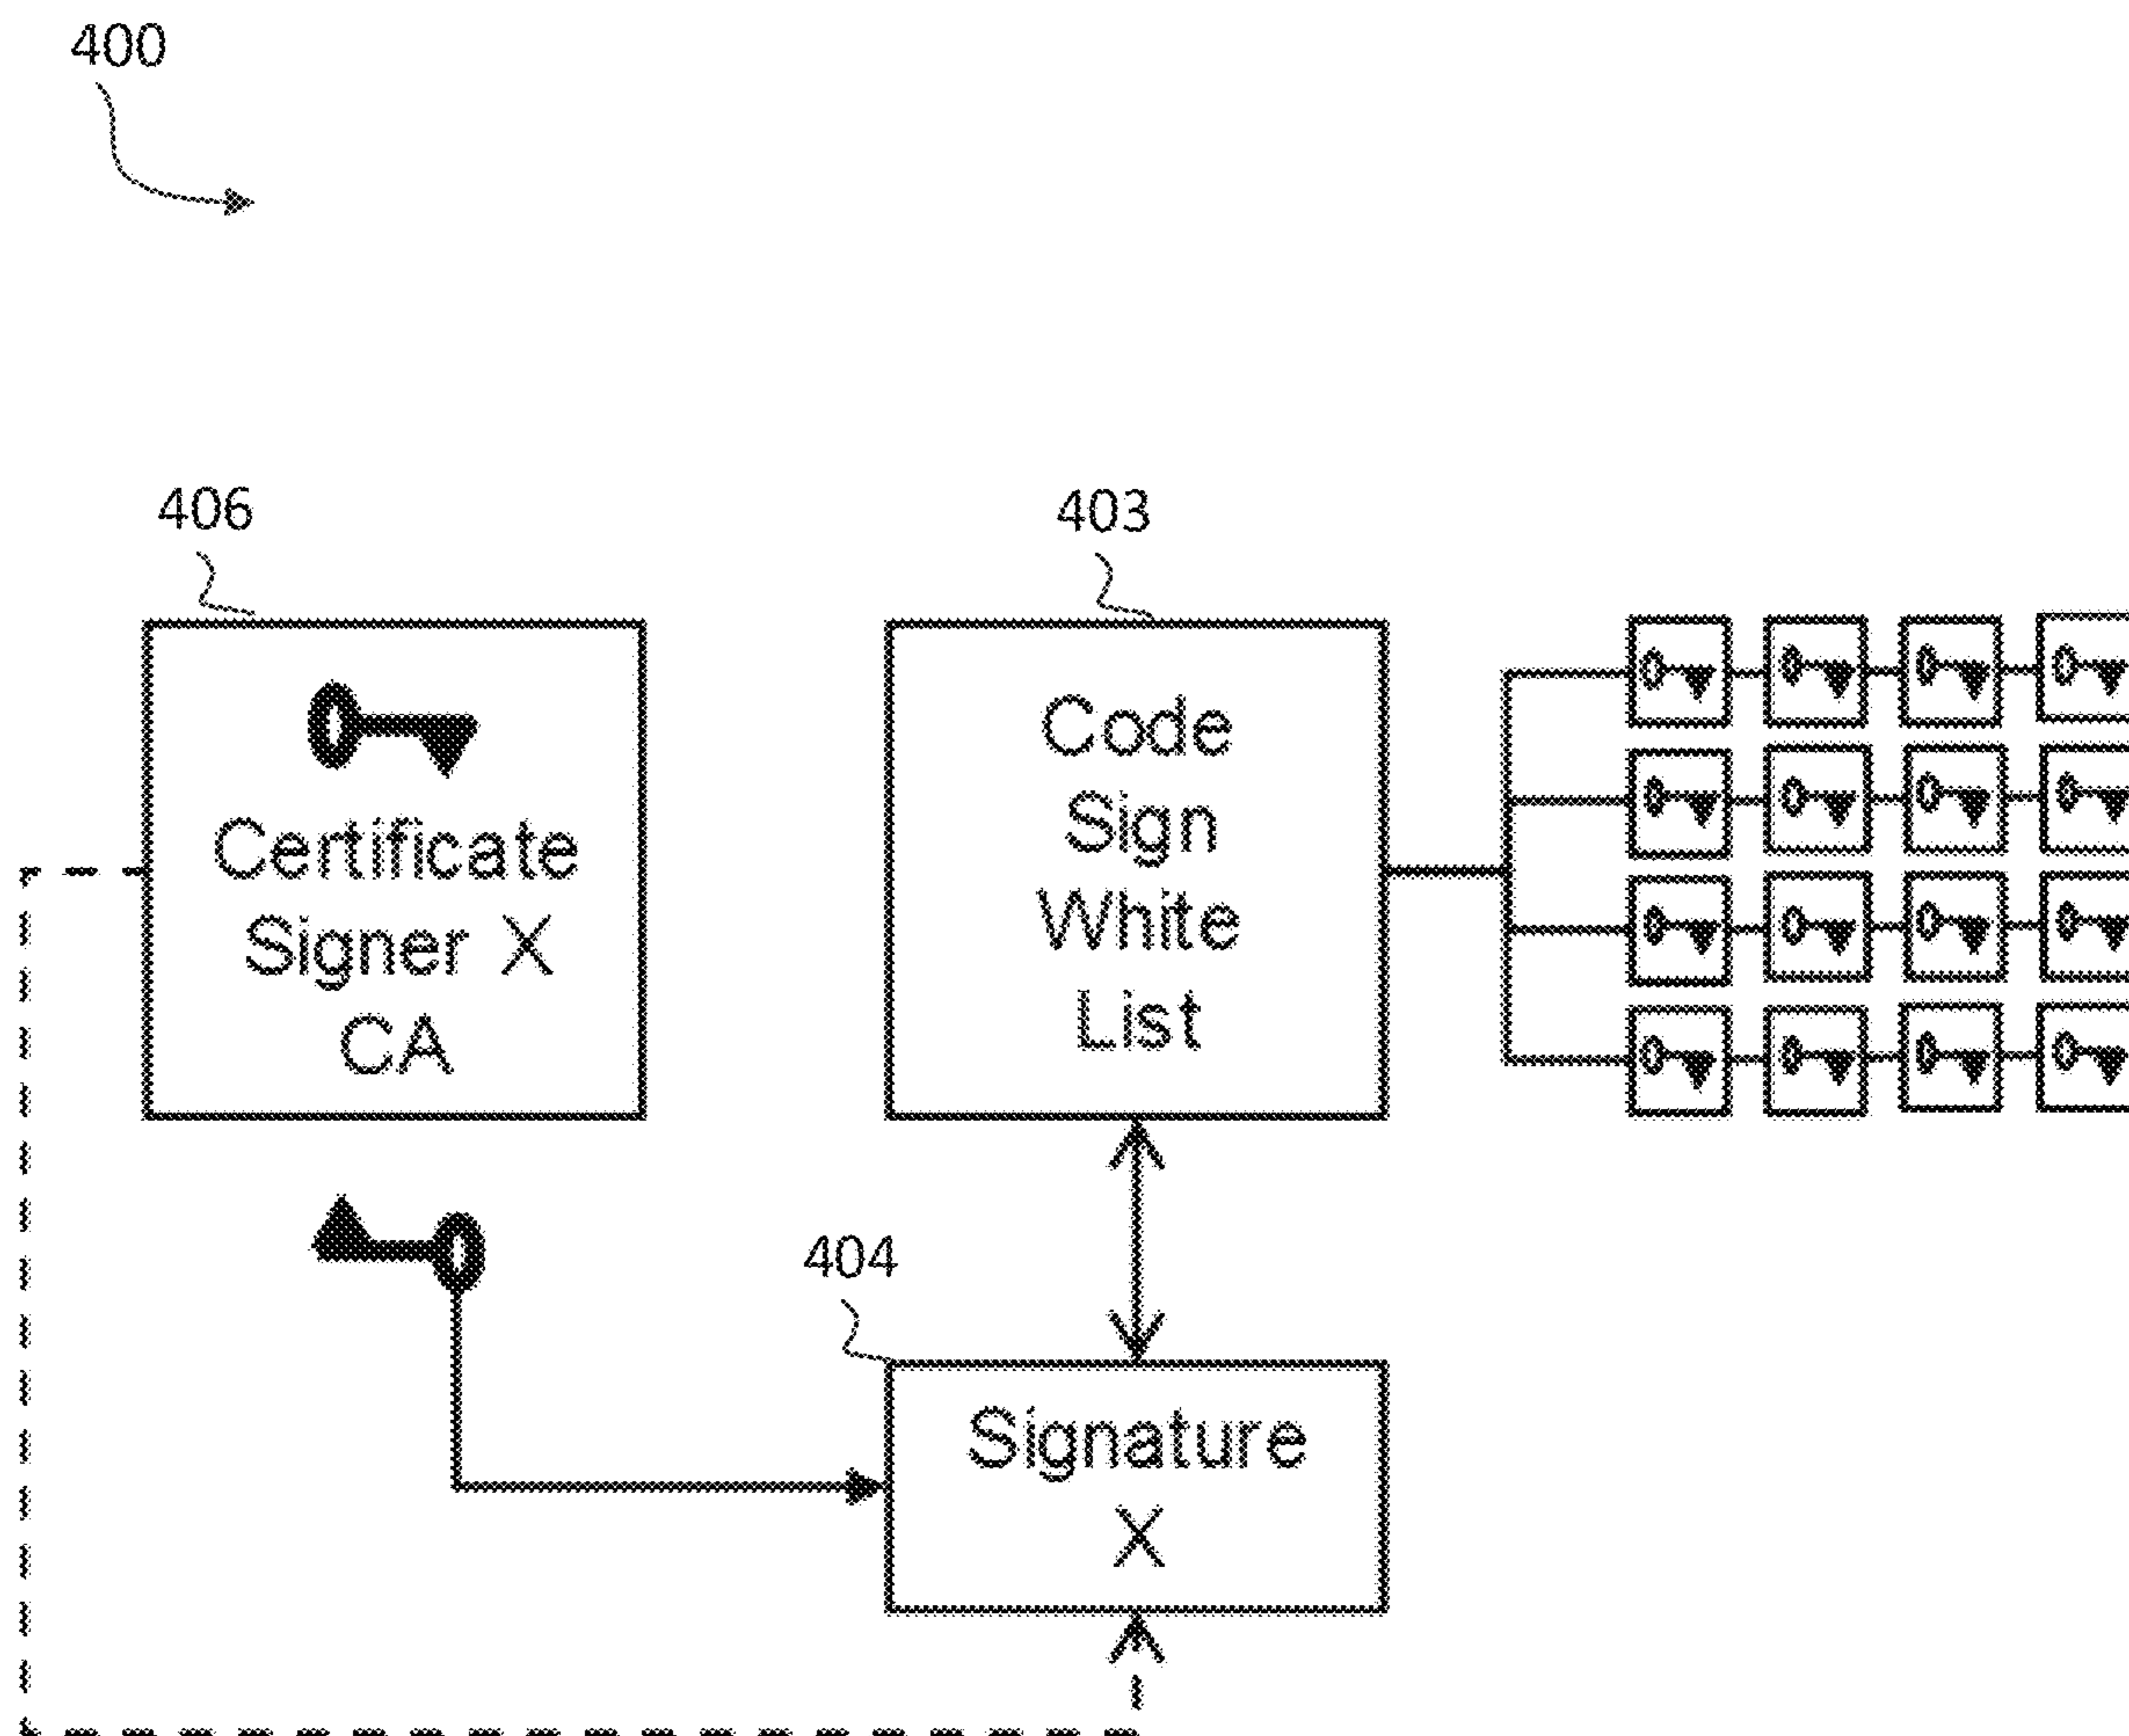 400
406
403
Certificate
Signer X
CA
Code
Sign
White
List
404
Signature
X